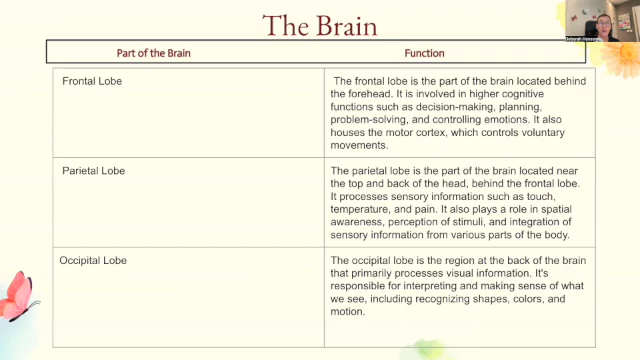 The Brain
Part of the Brain Function
Frontal Lobe
The frontal lobe is the part of the brain located behind
the forehead. It is involved in higher cognitive
functions such as decision-making, planning,
problem-solving, and controlling emotions. It also
houses the motor cortex, which controls voluntary
movements.
Parietal Lobe
The parietal lobe is the part of the brain located near
the top and back of the head, behind the frontal lobe.
It processes sensory information such as touch,
temperature, and pain. It also plays a role in spatial
awareness, perception of stimuli, and integration of
sensory information from various parts of the body.
Occipital Lobe
The occipital lobe is the region at the back of the brain
that primarily processes visual information. It's
responsible for interpreting and making sense of what
we see, including recognizing shapes, colors, and
motion.
Deborah